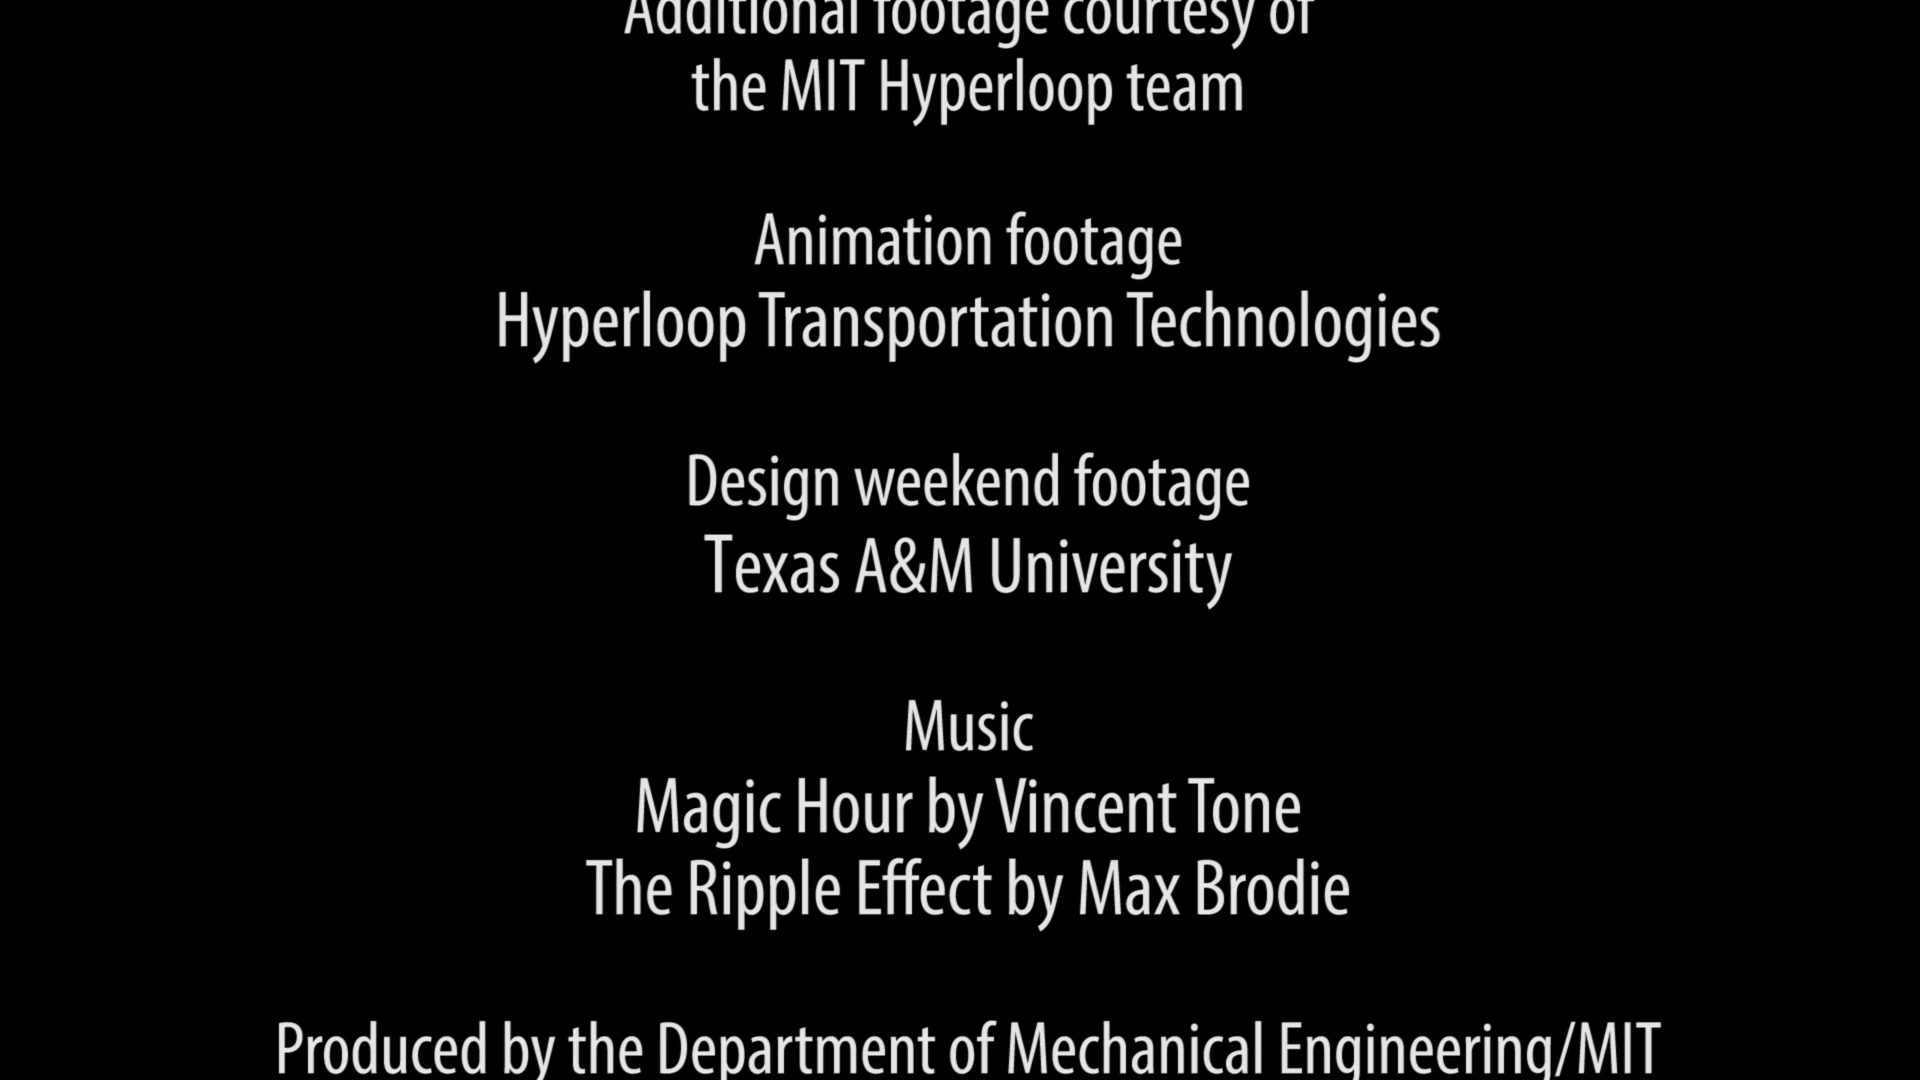 Additional footage courtesy of
the MIT Hyperloop team
Animation footage
Hyperloop Transportation Technologies
Design weekend footage
Texas A&M University
Music
Magic Hour by Vincent Tone
The Ripple Effect by Max Brodie
Produced by the Department of Mechanical Engineering/MIT